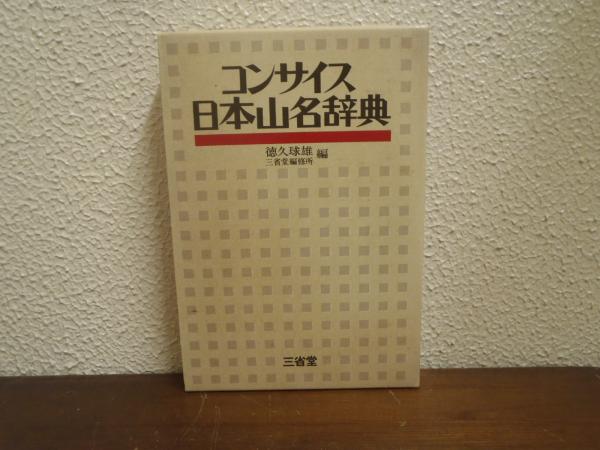 コンサイス
日本山名辞典
徳久球雄
三省堂編修所
編
三省堂